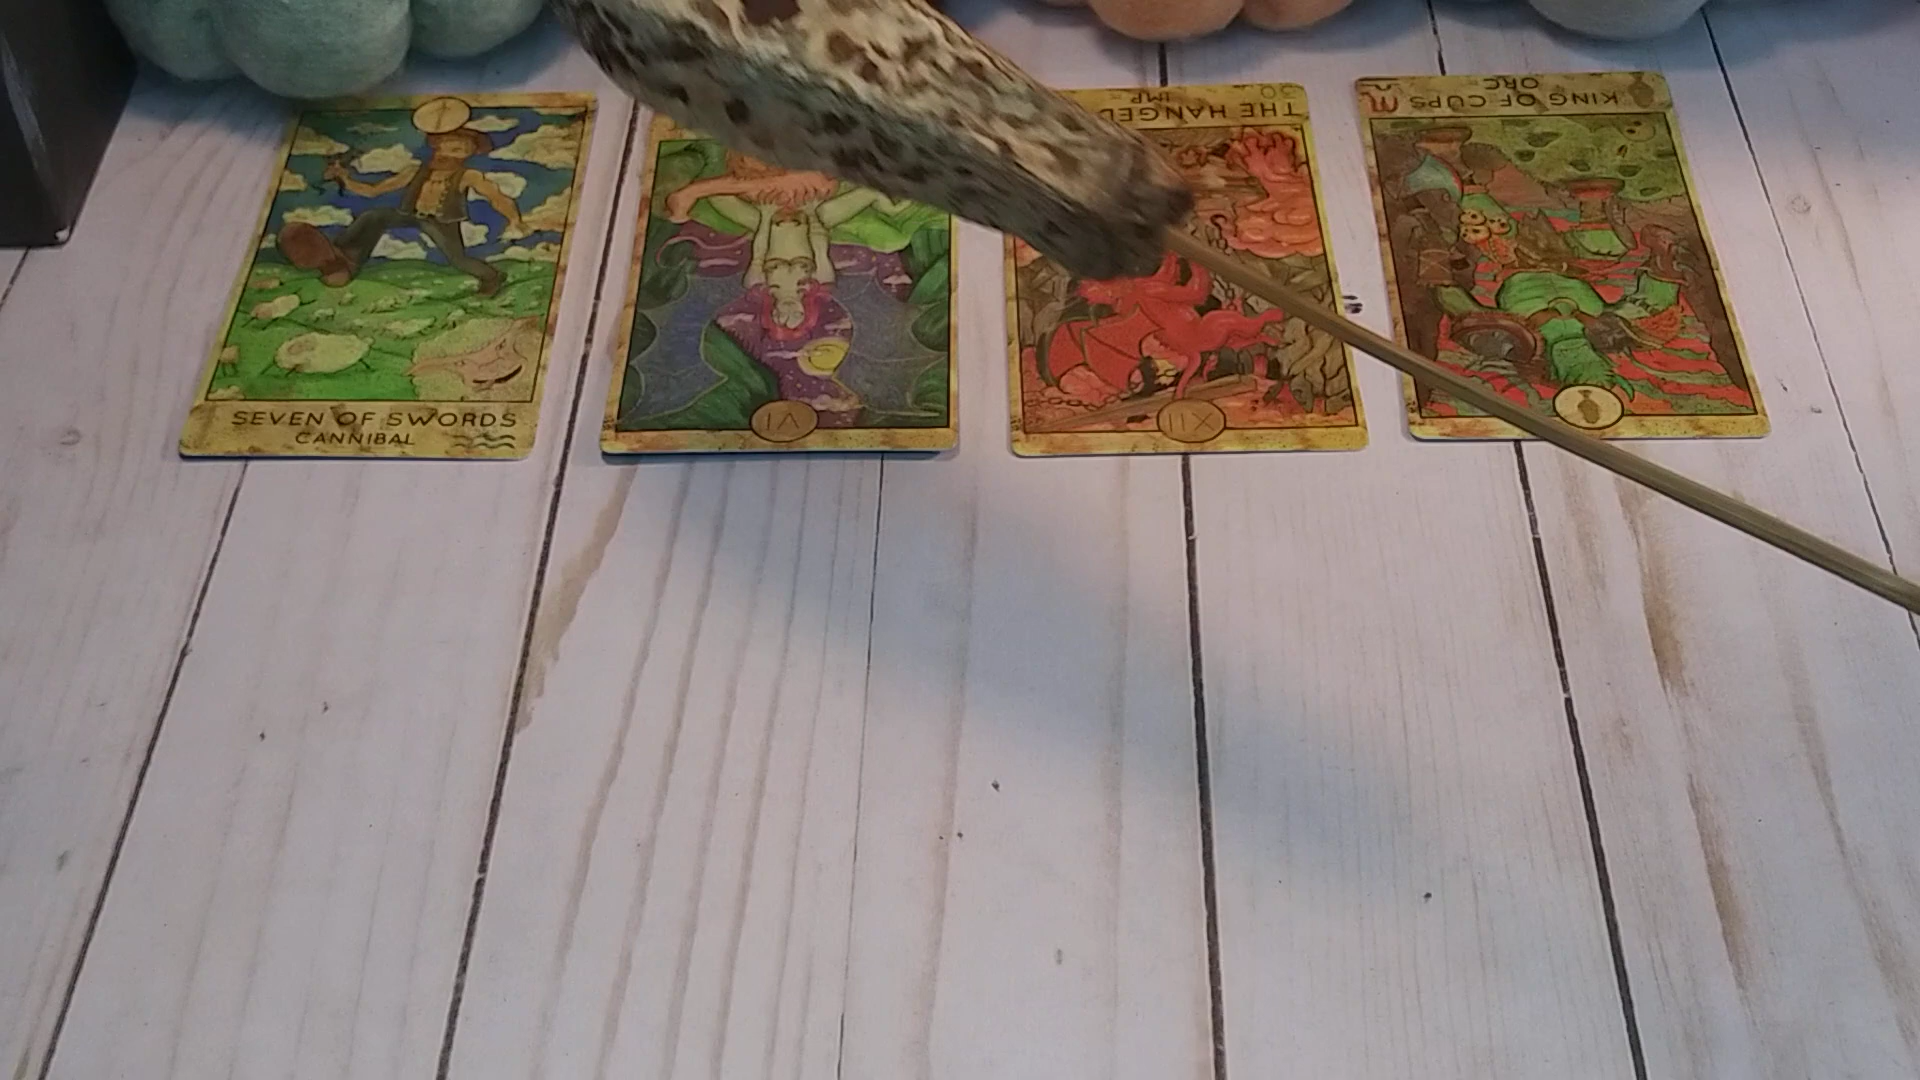 SEVEN OF SWORDS
CANNIBAL
VI
THE HANGED
IMP
XII
KING OF CUPS
ORC